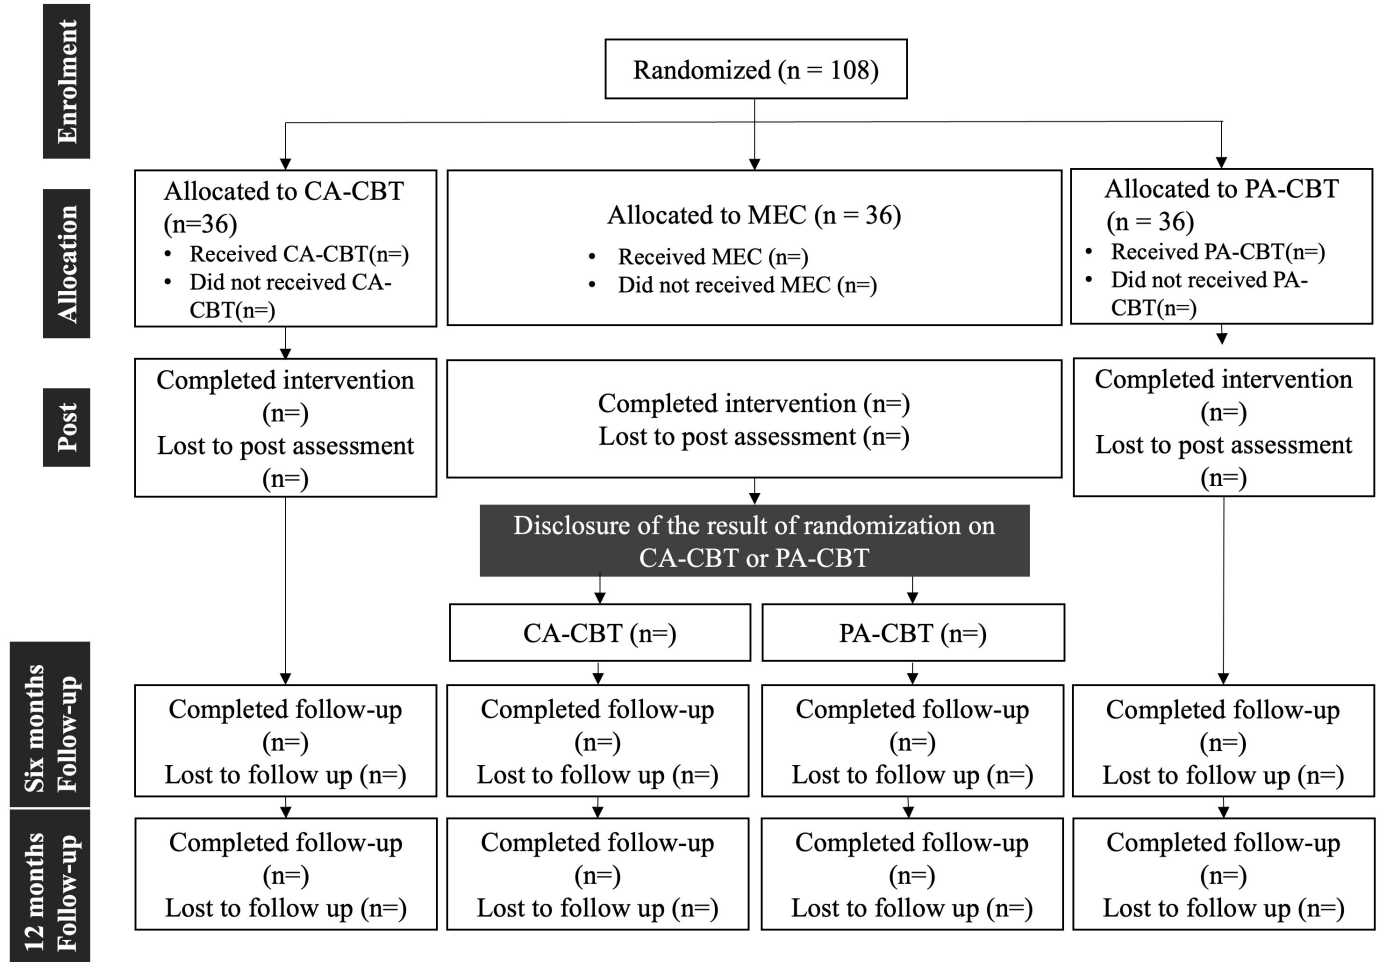 Enrolment
Randomized (n = 108)
Allocation
Allocated to CA-CBT
(n=36)
• Received CA-CBT(n=)
• Did not received CA-
CBT(n=)
Allocated to MEC (n = 36)
• Received MEC (n=)
• Did not received MEC (n=)
Allocated to PA-CBT
(n = 36)
• Received PA-CBT(n=)
• Did not received PA-
CBT(n=)
Post
Completed intervention
(n=)
Lost to post assessment
(n=)
Completed intervention (n=)
Lost to post assessment (n=)
Completed intervention
(n=)
Lost to post assessment
(n=)
Disclosure of the result of randomization on
CA-CBT or PA-CBT
CA-CBT (n=)
PA-CBT (n=)
Six months
Follow-up
Completed follow-up
(n=)
Lost to follow up (n=)
Completed follow-up
(n=)
Lost to follow up (n=)
Completed follow-up
(n=)
Lost to follow up (n=)
Completed follow-up
(n=)
Lost to follow up (n=)
12 months
Follow-up
Completed follow-up
(n=)
Lost to follow up (n=)
Completed follow-up
(n=)
Lost to follow up (n=)
Completed follow-up
(n=)
Lost to follow up (n=)
Completed follow-up
(n=)
Lost to follow up (n=)